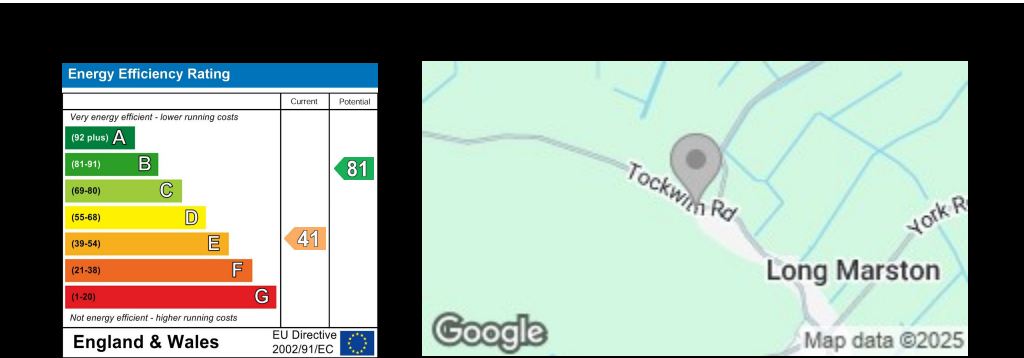 Energy Efficiency Rating
Current Potential
Very energy efficient - lower running costs
(92 plus) A
(81-91) B
81
(69-80) C
(55-68) D
(39-54) E
41
(21-38) F
(1-20) G
Not energy efficient - higher running costs
England & Wales
EU Directive
2002/91/EC
Tockwith Rd
York R
Long Marston
Google
Map data ©2025